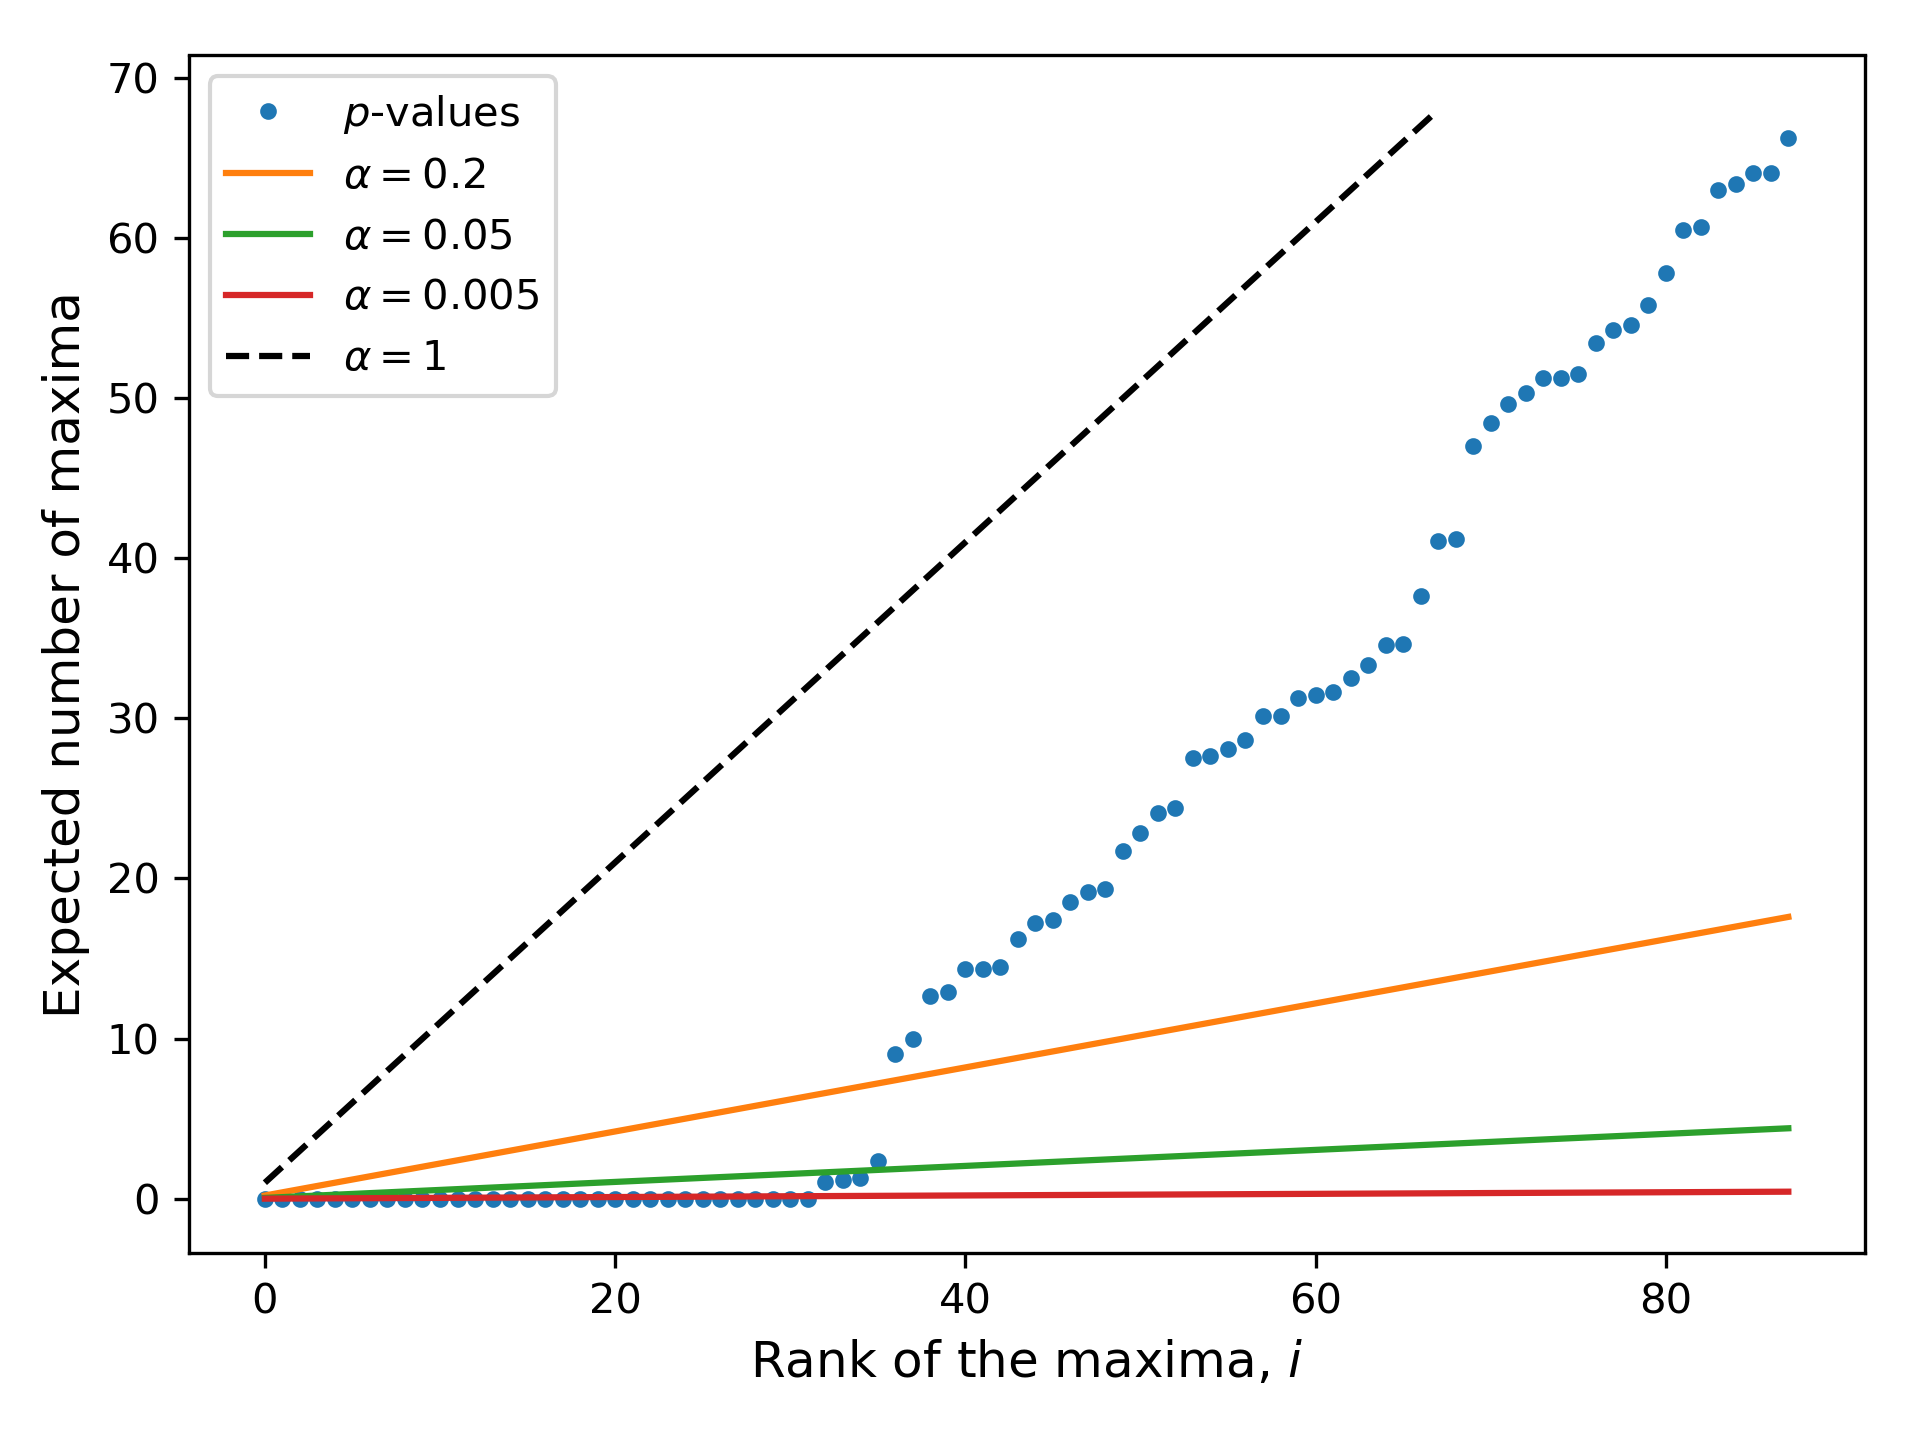 70
60
50
40
30
20
10
0
Expected number of maxima
p-values
α = 0.2
α = 0.05
α = 0.005
α = 1
0 20 40 60 80
Rank of the maxima, i